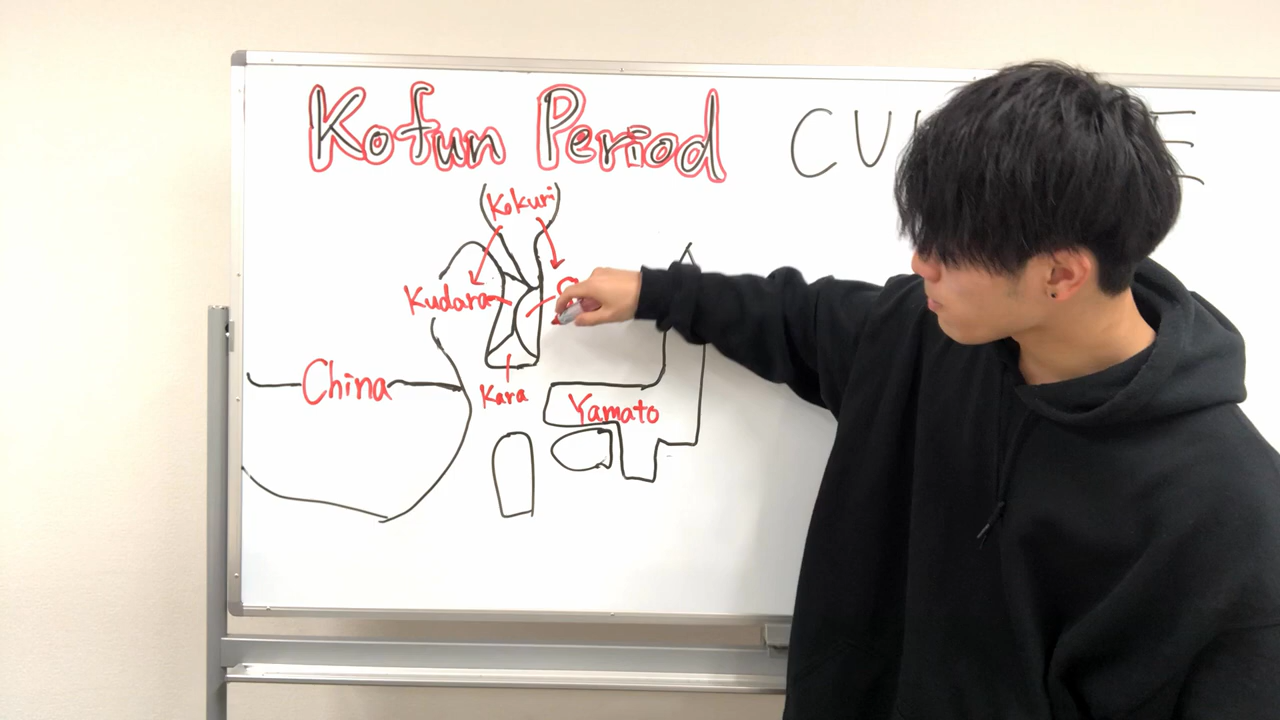 Kofun Period
Kokuri
Kudara
China
Kara
Yamato